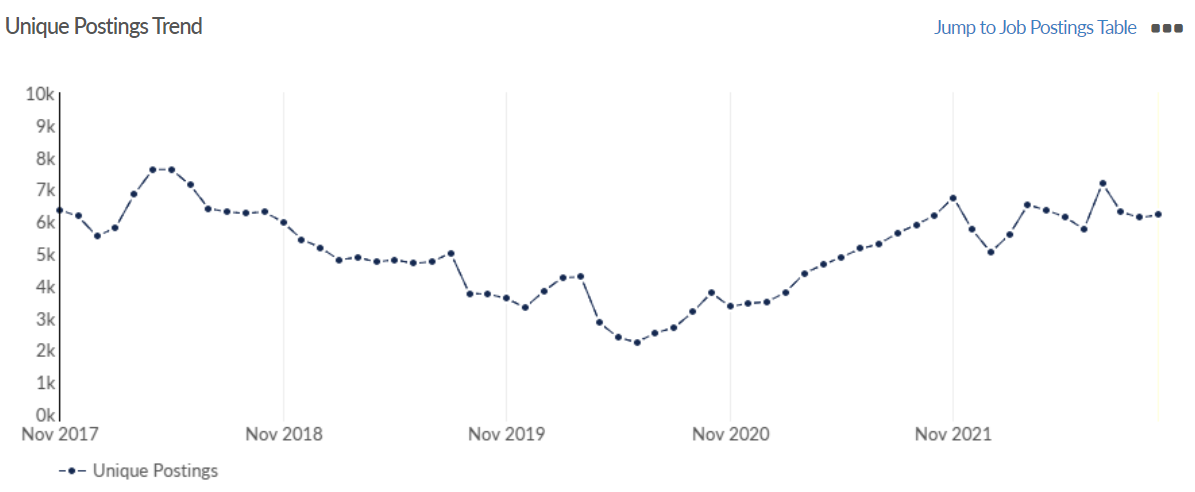 Unique Postings Trend
Jump to Job Postings Table
10k
9k
8k
7k
6k
5k
4k
3k
2k
1k
0k
Nov 2017 Nov 2018 Nov 2019 Nov 2020 Nov 2021
Unique Postings